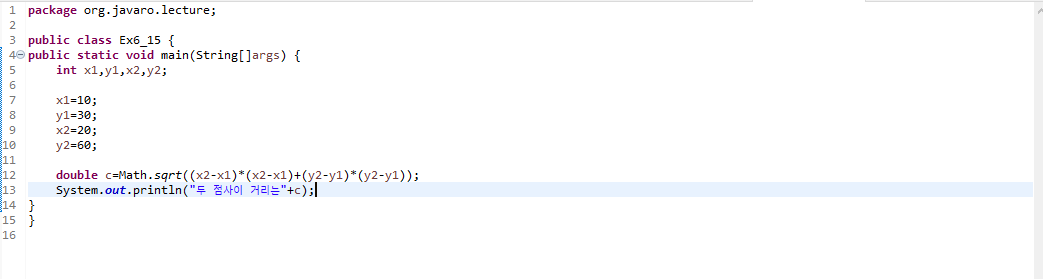 1 package org.javaro.lecture;
2
3 public class Ex6_15 {
4 public static void main(String[]args) {
5     int x1,y1,x2,y2;
6
7     x1=10;
8     y1=30;
9     x2=20;
10     y2=60;
11
12     double c=Math.sqrt((x2-x1)*(x2-x1)+(y2-y1)*(y2-y1));
13     System.out.println("두 점사이 거리는"+c);
14 }
15 }
16